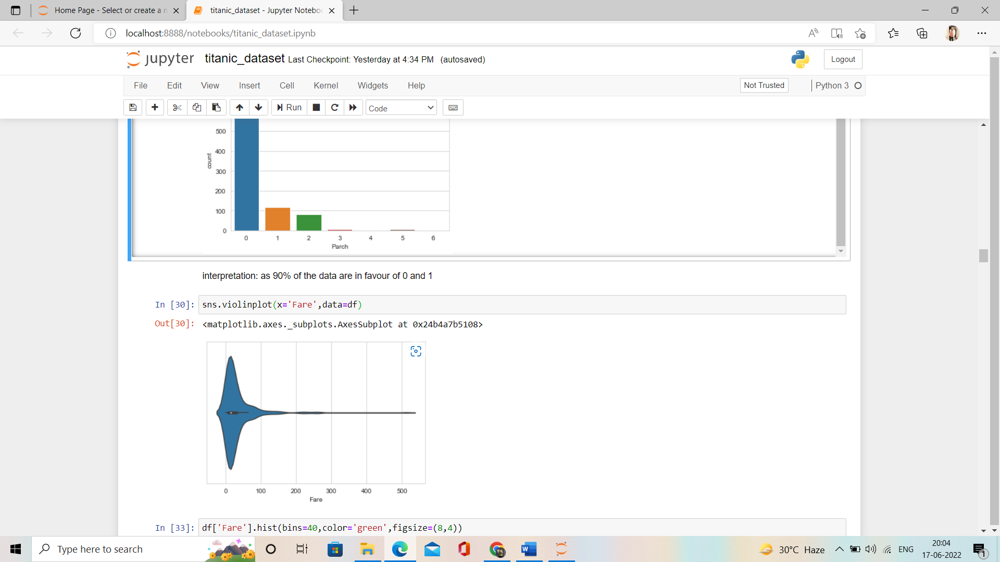 Home Page - Select or create a n
titanic_dataset - Jupyter Notebo
localhost:8888/notebooks/titanic_dataset.ipynb
jupyter titanic_dataset Last Checkpoint: Yesterday at 4:34 PM (autosaved)
Logout
File Edit View Insert Cell Kernel Widgets Help
Not Trusted Python 3
Run Code
500
400
300
200
100
0
count
0 1 2 3 4 5 6
Parch
interpretation: as 90% of the data are in favour of 0 and 1
In [30]: sns.violinplot(x='Fare',data=df)
Out[30]: <matplotlib.axes._subplots.AxesSubplot at 0x24b4a7b5108>
0 100 200 300 400 500
Fare
In [33]: df['Fare'].hist(bins=40,color='green',figsize=(8,4))
Type here to search
30°C Haze
ENG
20:04
17-06-2022
1